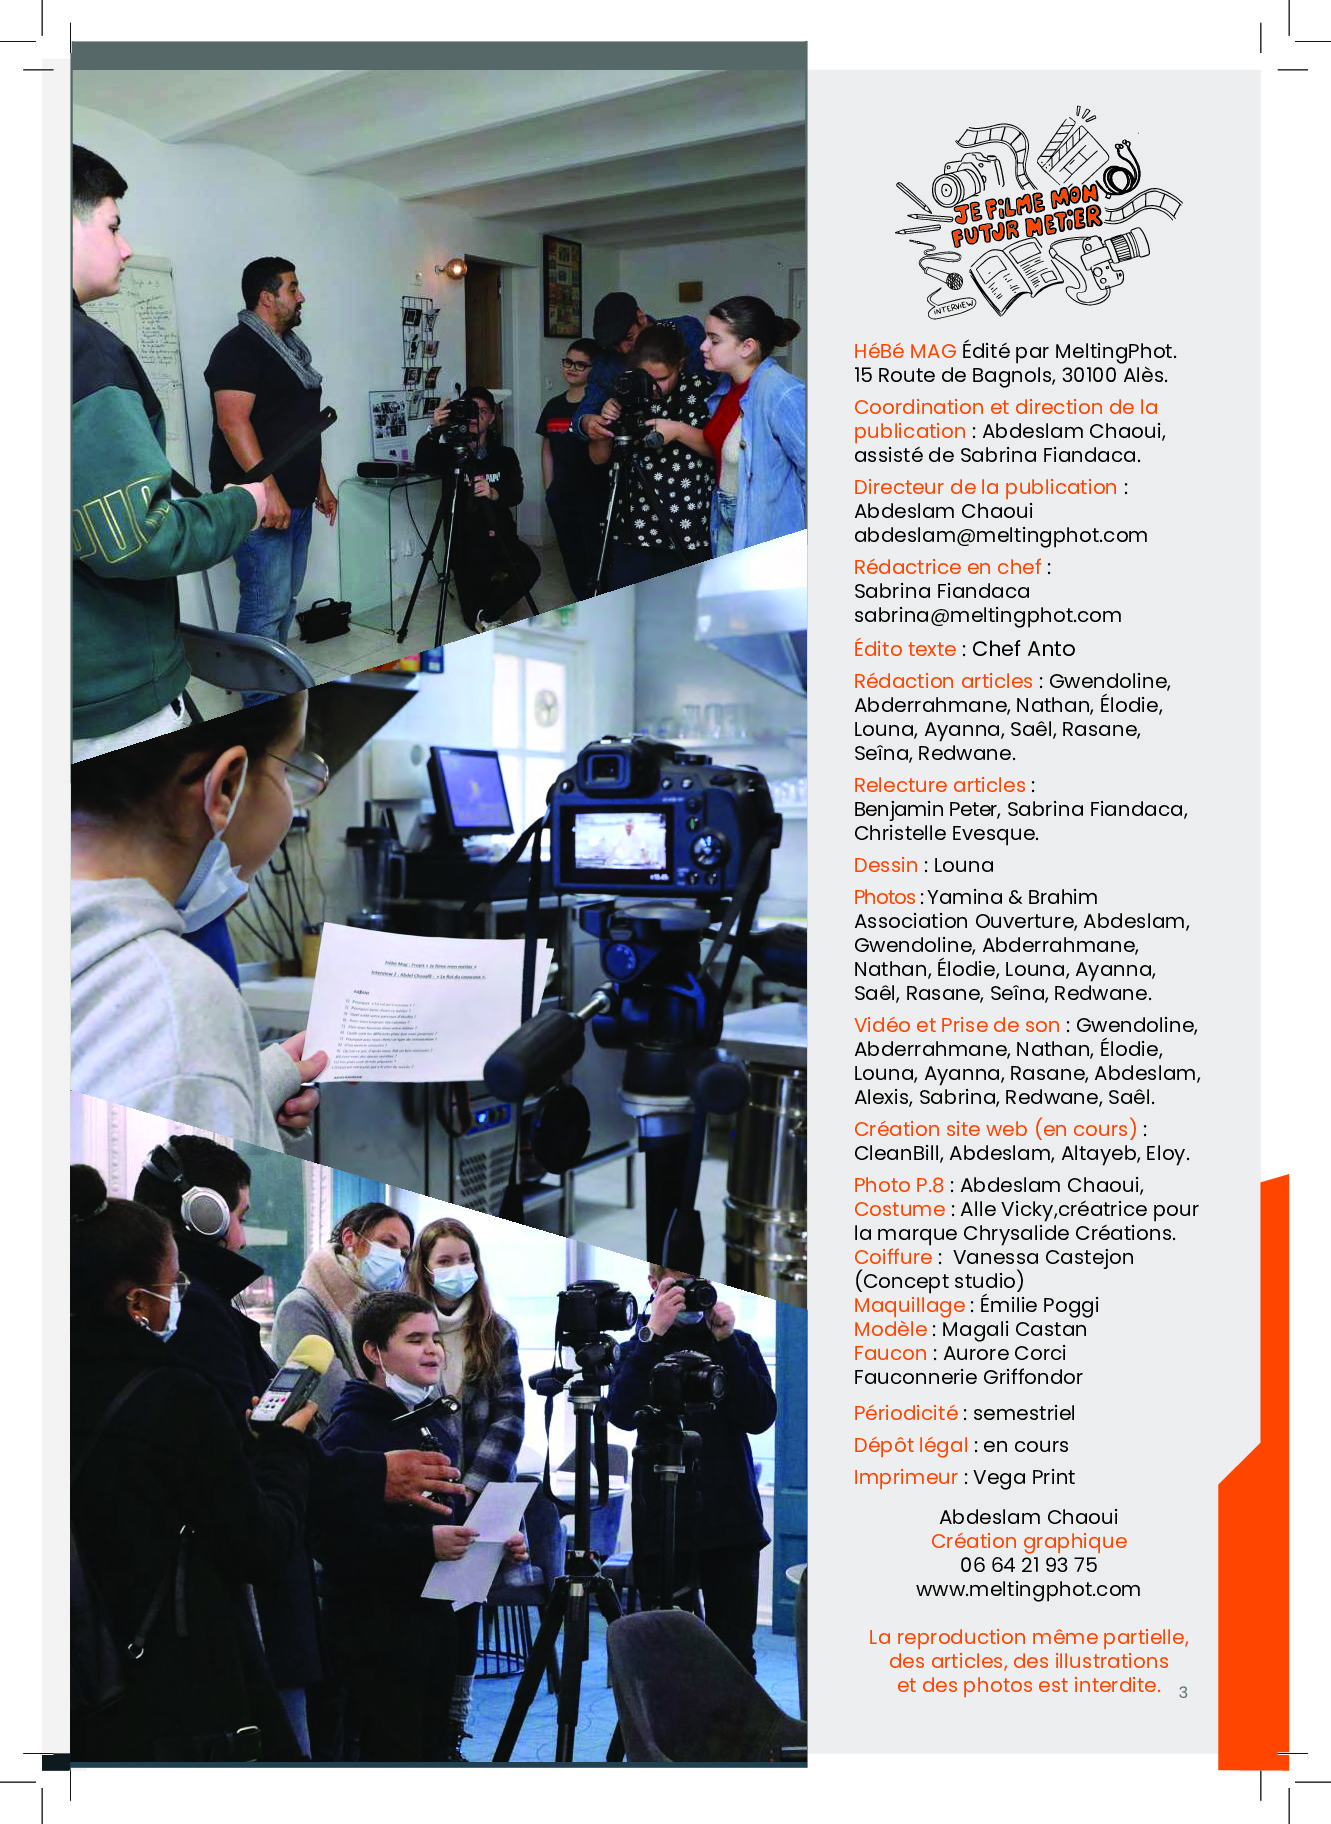 JE FILME MON
FUTUR METIER
INTERVIEW
HéBé MAG Édité par MeltingPhot.
15 Route de Bagnols, 30100 Alès.
Coordination et direction de la
publication : Abdeslam Chaoui,
assisté de Sabrina Fiandaca.
Directeur de la publication :
Abdeslam Chaoui
abdeslam@meltingphot.com
Rédactrice en chef :
Sabrina Fiandaca
sabrina@meltingphot.com
Édito texte : Chef Anto
Rédaction articles : Gwendoline,
Abderrahmane, Nathan, Élodie,
Louna, Ayanna, Saêl, Rasane,
Seîna, Redwane.
Relecture articles :
Benjamin Peter, Sabrina Fiandaca,
Christelle Evesque.
Dessin : Louna
Photos : Yamina & Brahim
Association Ouverture, Abdeslam,
Gwendoline, Abderrahmane,
Nathan, Élodie, Louna, Ayanna,
Saêl, Rasane, Seîna, Redwane.
Vidéo et Prise de son : Gwendoline,
Abderrahmane, Nathan, Élodie,
Louna, Ayanna, Rasane, Abdeslam,
Alexis, Sabrina, Redwane, Saêl.
Création site web (en cours) :
CleanBill, Abdeslam, Altayeb, Eloy.
Photo P.8 : Abdeslam Chaoui,
Costume : Alle Vicky,créatrice pour
la marque Chrysalide Créations.
Coiffure : Vanessa Castejon
(Concept studio)
Maquillage : Émilie Poggi
Modèle : Magali Castan
Faucon : Aurore Corci
Fauconnerie Griffondor
Périodicité : semestriel
Dépôt légal : en cours
Imprimeur : Vega Print
Abdeslam Chaoui
Création graphique
06 64 21 93 75
www.meltingphot.com
La reproduction même partielle,
des articles, des illustrations
et des photos est interdite.
3